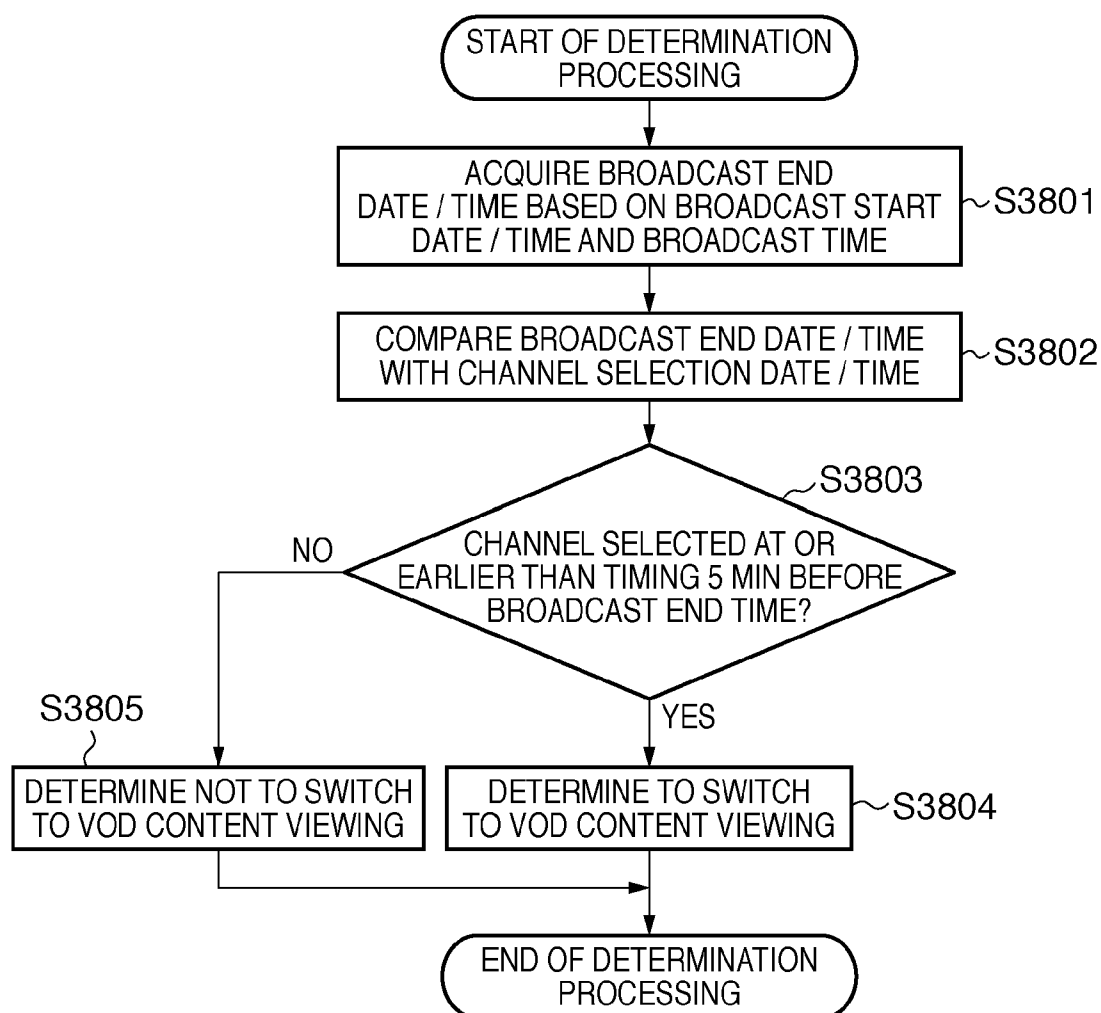 START OF DETERMINATION
PROCESSING
ACQUIRE BROADCAST END
DATE / TIME BASED ON BROADCAST START
DATE / TIME AND BROADCAST TIME
S3801
COMPARE BROADCAST END DATE / TIME
WITH CHANNEL SELECTION DATE / TIME
S3802
S3803
CHANNEL SELECTED AT OR
EARLIER THAN TIMING 5 MIN BEFORE
BROADCAST END TIME?
NO
YES
S3805
DETERMINE NOT TO SWITCH
TO VOD CONTENT VIEWING
DETERMINE TO SWITCH
TO VOD CONTENT VIEWING
S3804
END OF DETERMINATION
PROCESSING